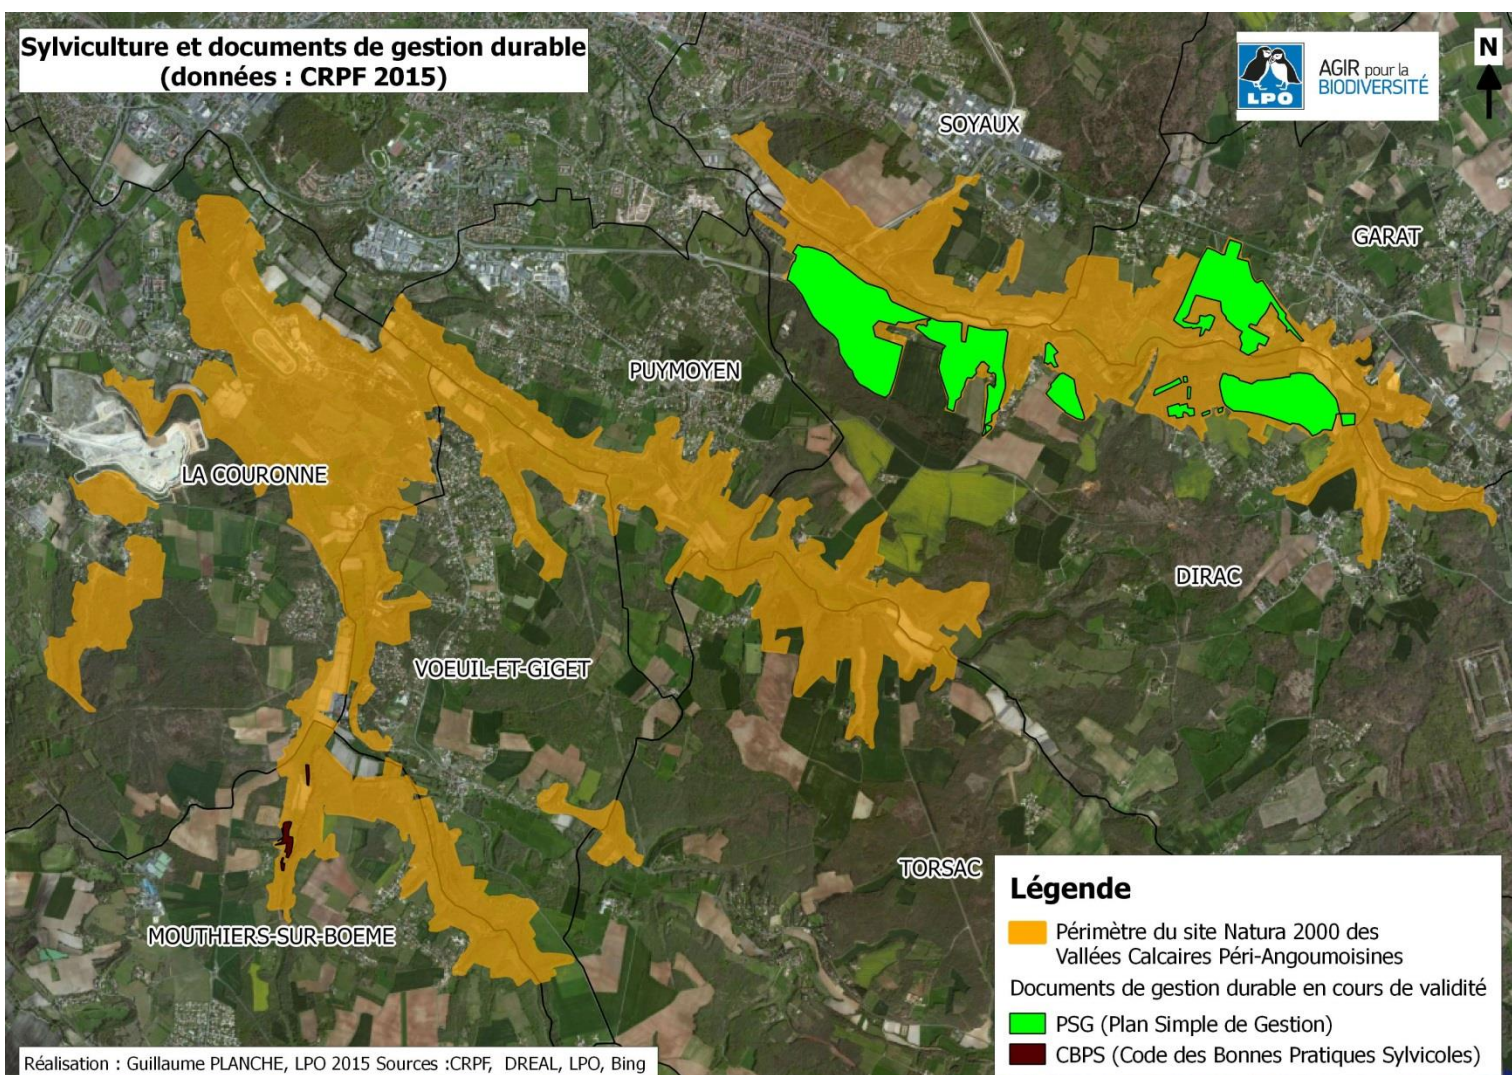 Sylviculture et documents de gestion durable
(données : CRPF 2015)
LPO
AGIR pour la
BIODIVERSITÉ
N
SOYAUX
GARAT
PUYMOYEN
LA COURONNE
DIRAC
VOEUIL-ET-GIGET
TORSAC
MOUTHIERS-SUR-BOEME
Légende
Périmètre du site Natura 2000 des
Vallées Calcaires Péri-Angoumoisines
Documents de gestion durable en cours de validité
PSG (Plan Simple de Gestion)
CBPS (Code des Bonnes Pratiques Sylvicoles)
Réalisation : Guillaume PLANCHE, LPO 2015 Sources :CRPF, DREAL, LPO, Bing